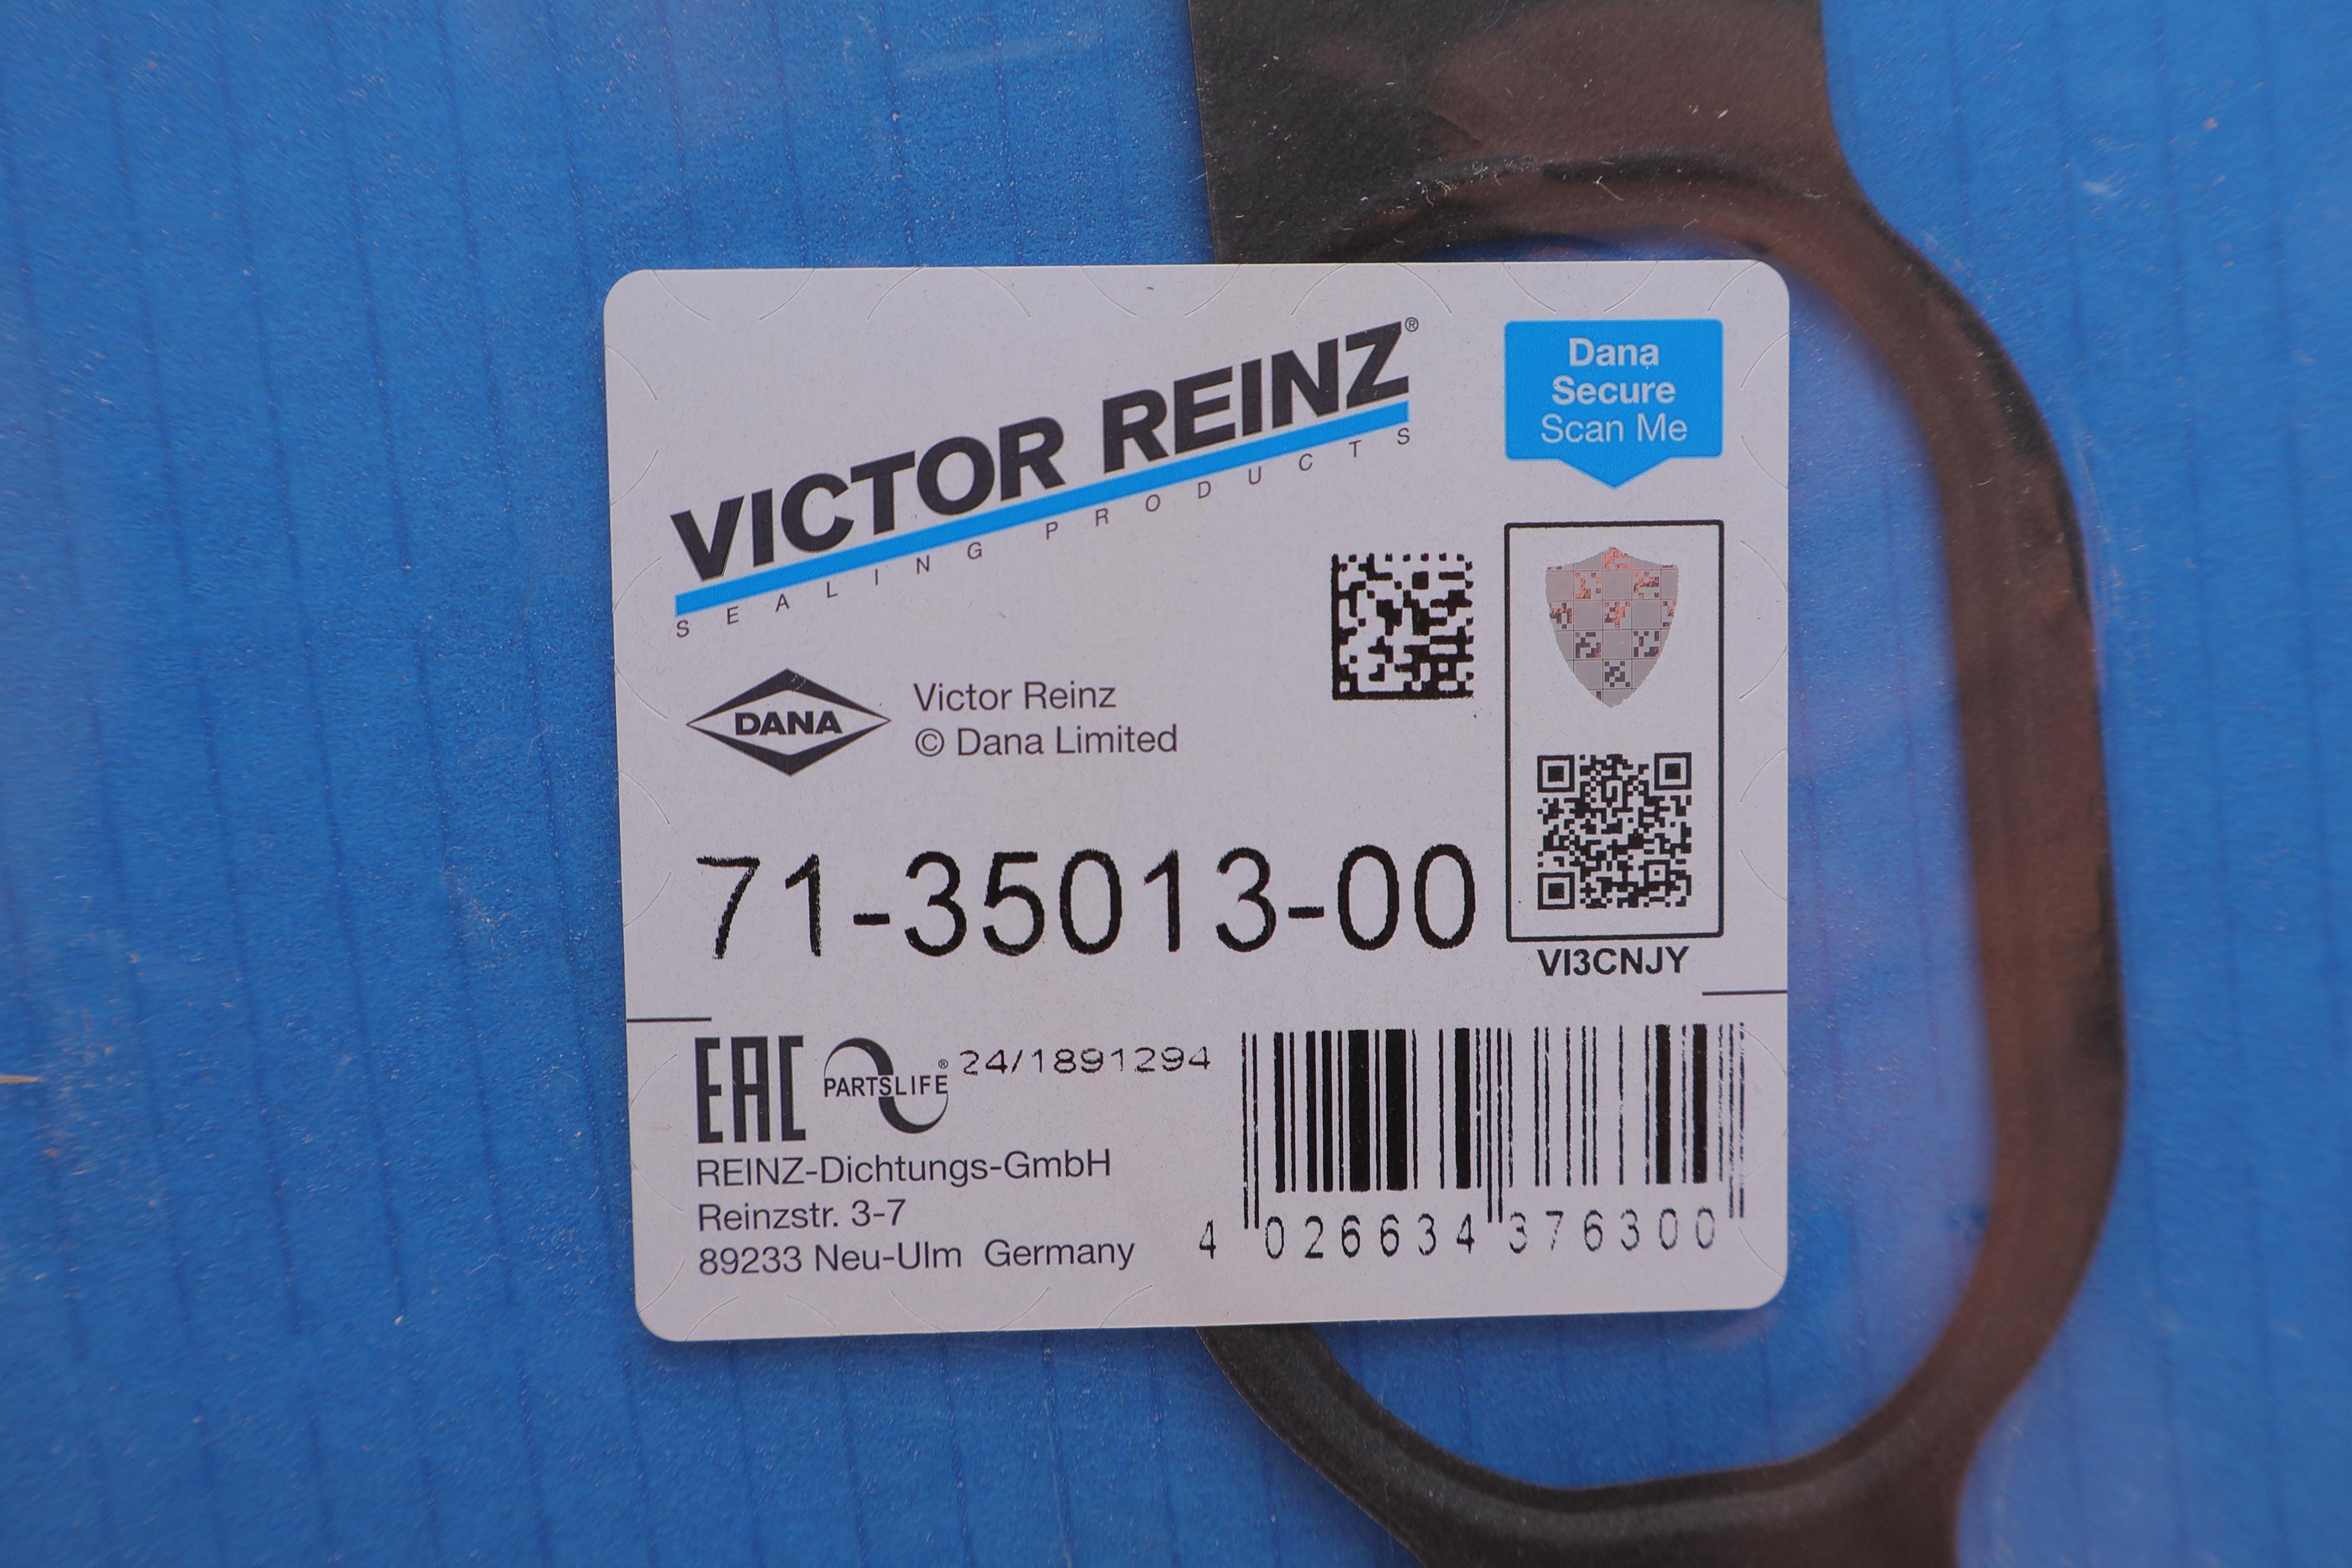 VICTOR REINZ®
SEALING PRODUCTS
Dana
Secure
Scan Me
DANA
Victor Reinz
© Dana Limited
71-35013-00
VI3CNJY
EAC
PARTSLIFE®
24/1891294
REINZ-Dichtungs-GmbH
Reinzstr. 3-7
89233 Neu-Ulm Germany
4 026634 376300